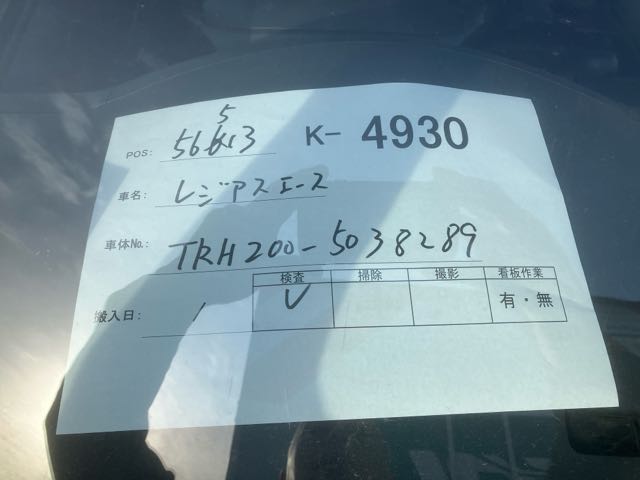 5
POS: 56513 K- 4930
車名: レジアスエース
車体No.: TRH200-5038289
検査 掃除 撮影 看板作業
搬入日: / V 有・無